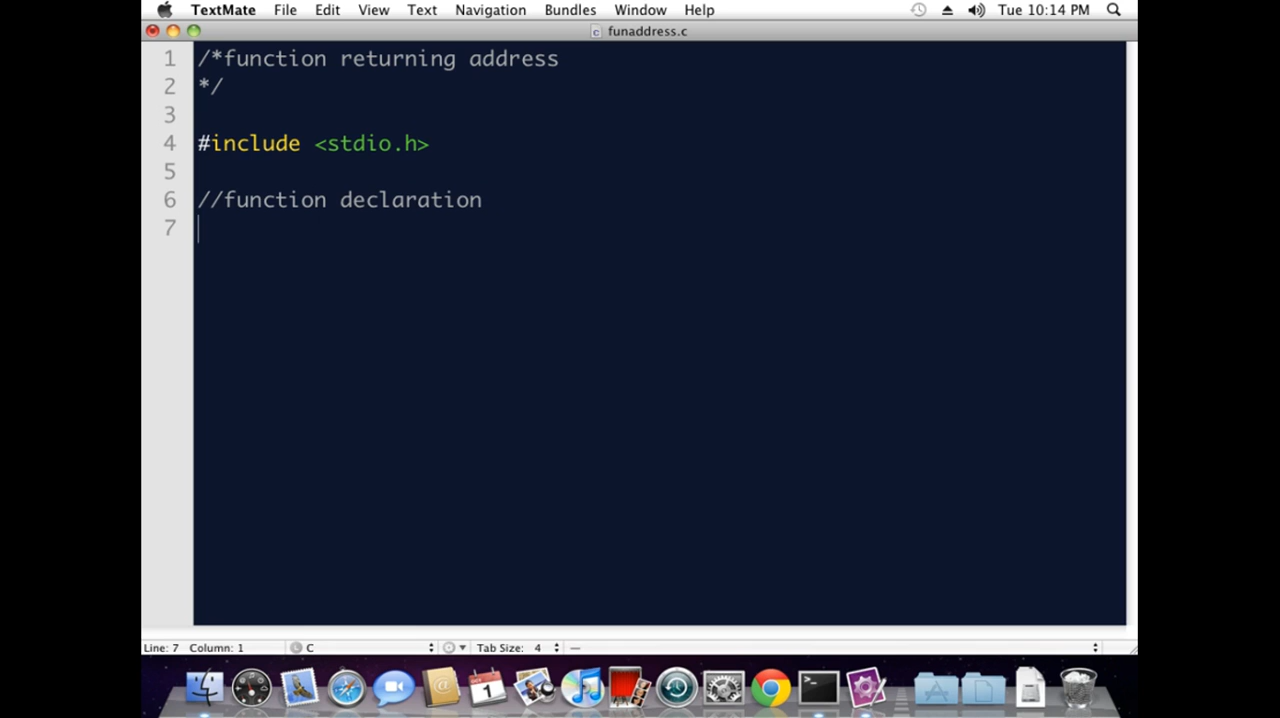 TextMate File Edit View Text Navigation Bundles Window Help Tue 10:14 PM
funaddress.c
1 /*function returning address
2 */
3
4 #include <stdio.h>
5
6 //function declaration
7
Line: 7 Column: 1 C Tab Size: 4 —